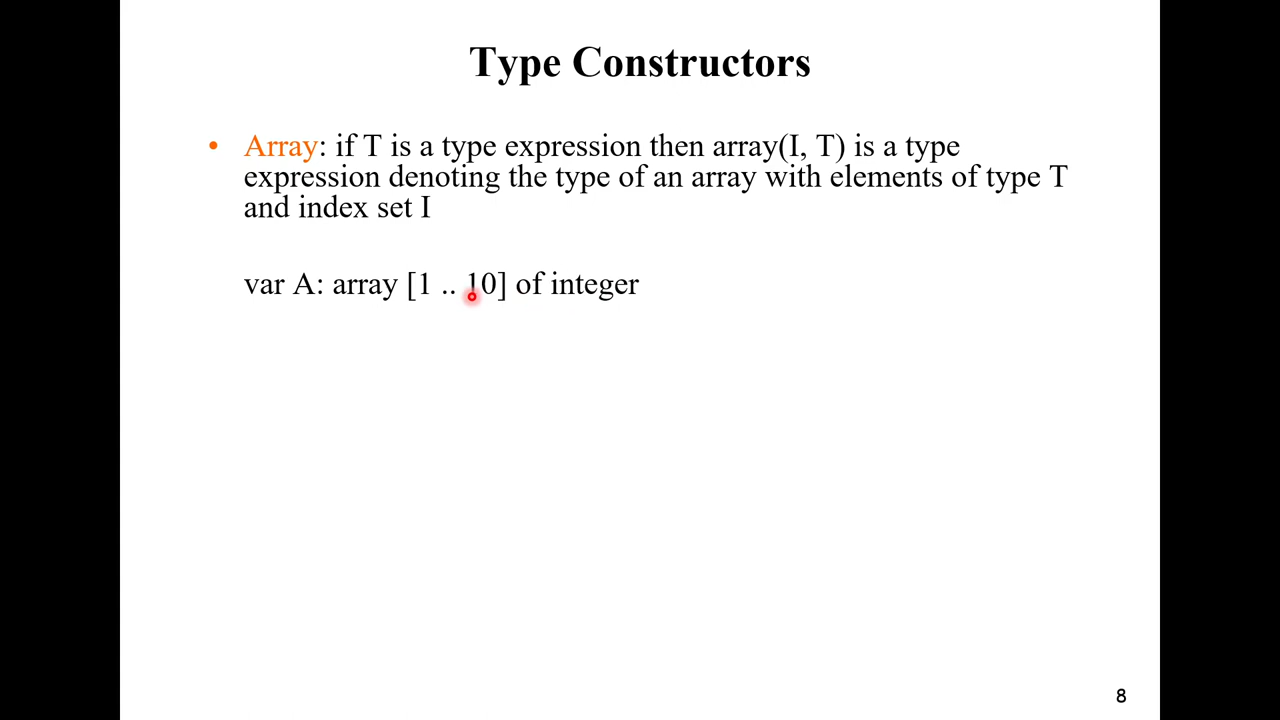 Type Constructors
• Array: if T is a type expression then array(I, T) is a type
expression denoting the type of an array with elements of type T
and index set I
var A: array [1 .. 10] of integer
8